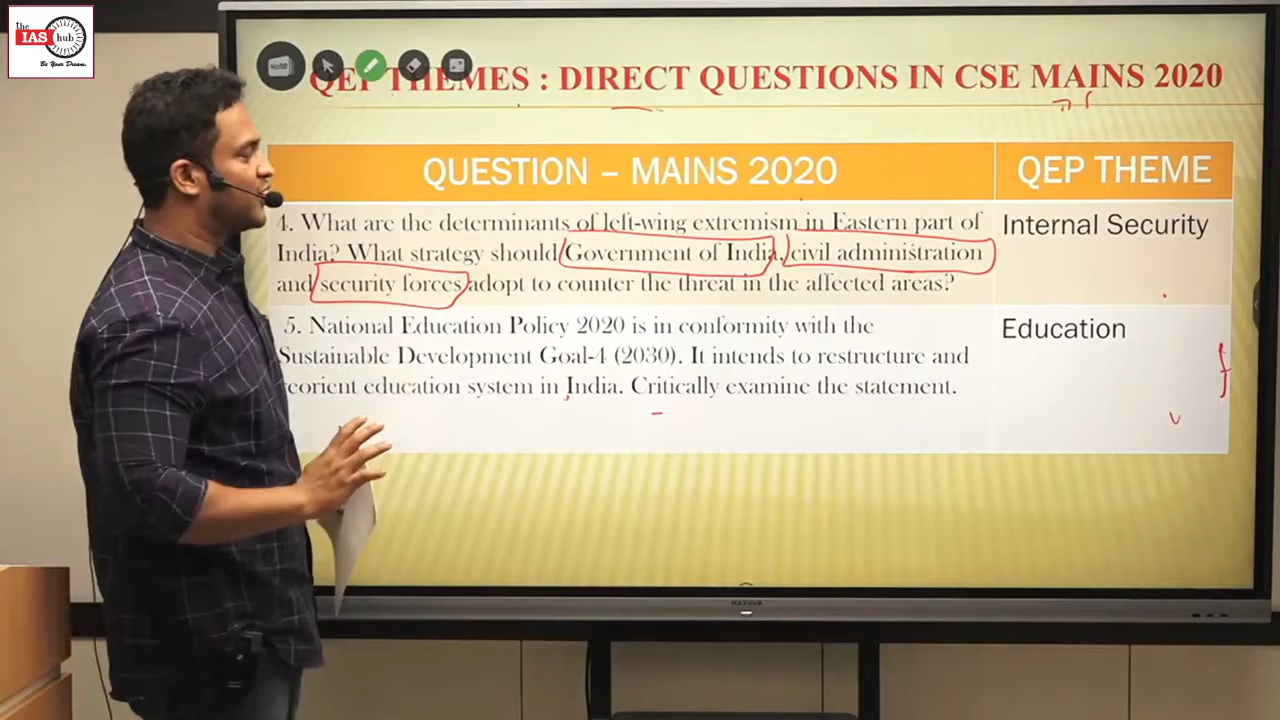 the
IAS hub
Be Your Dream.
Note
QEP THEMES : DIRECT QUESTIONS IN CSE MAINS 2020
QUESTION – MAINS 2020
QEP THEME
4. What are the determinants of left-wing extremism in Eastern part of
India? What strategy should Government of India, civil administration
and security forces adopt to counter the threat in the affected areas?
Internal Security
5. National Education Policy 2020 is in conformity with the
Sustainable Development Goal-4 (2030). It intends to restructure and
reorient education system in India. Critically examine the statement.
Education
MAXHUB